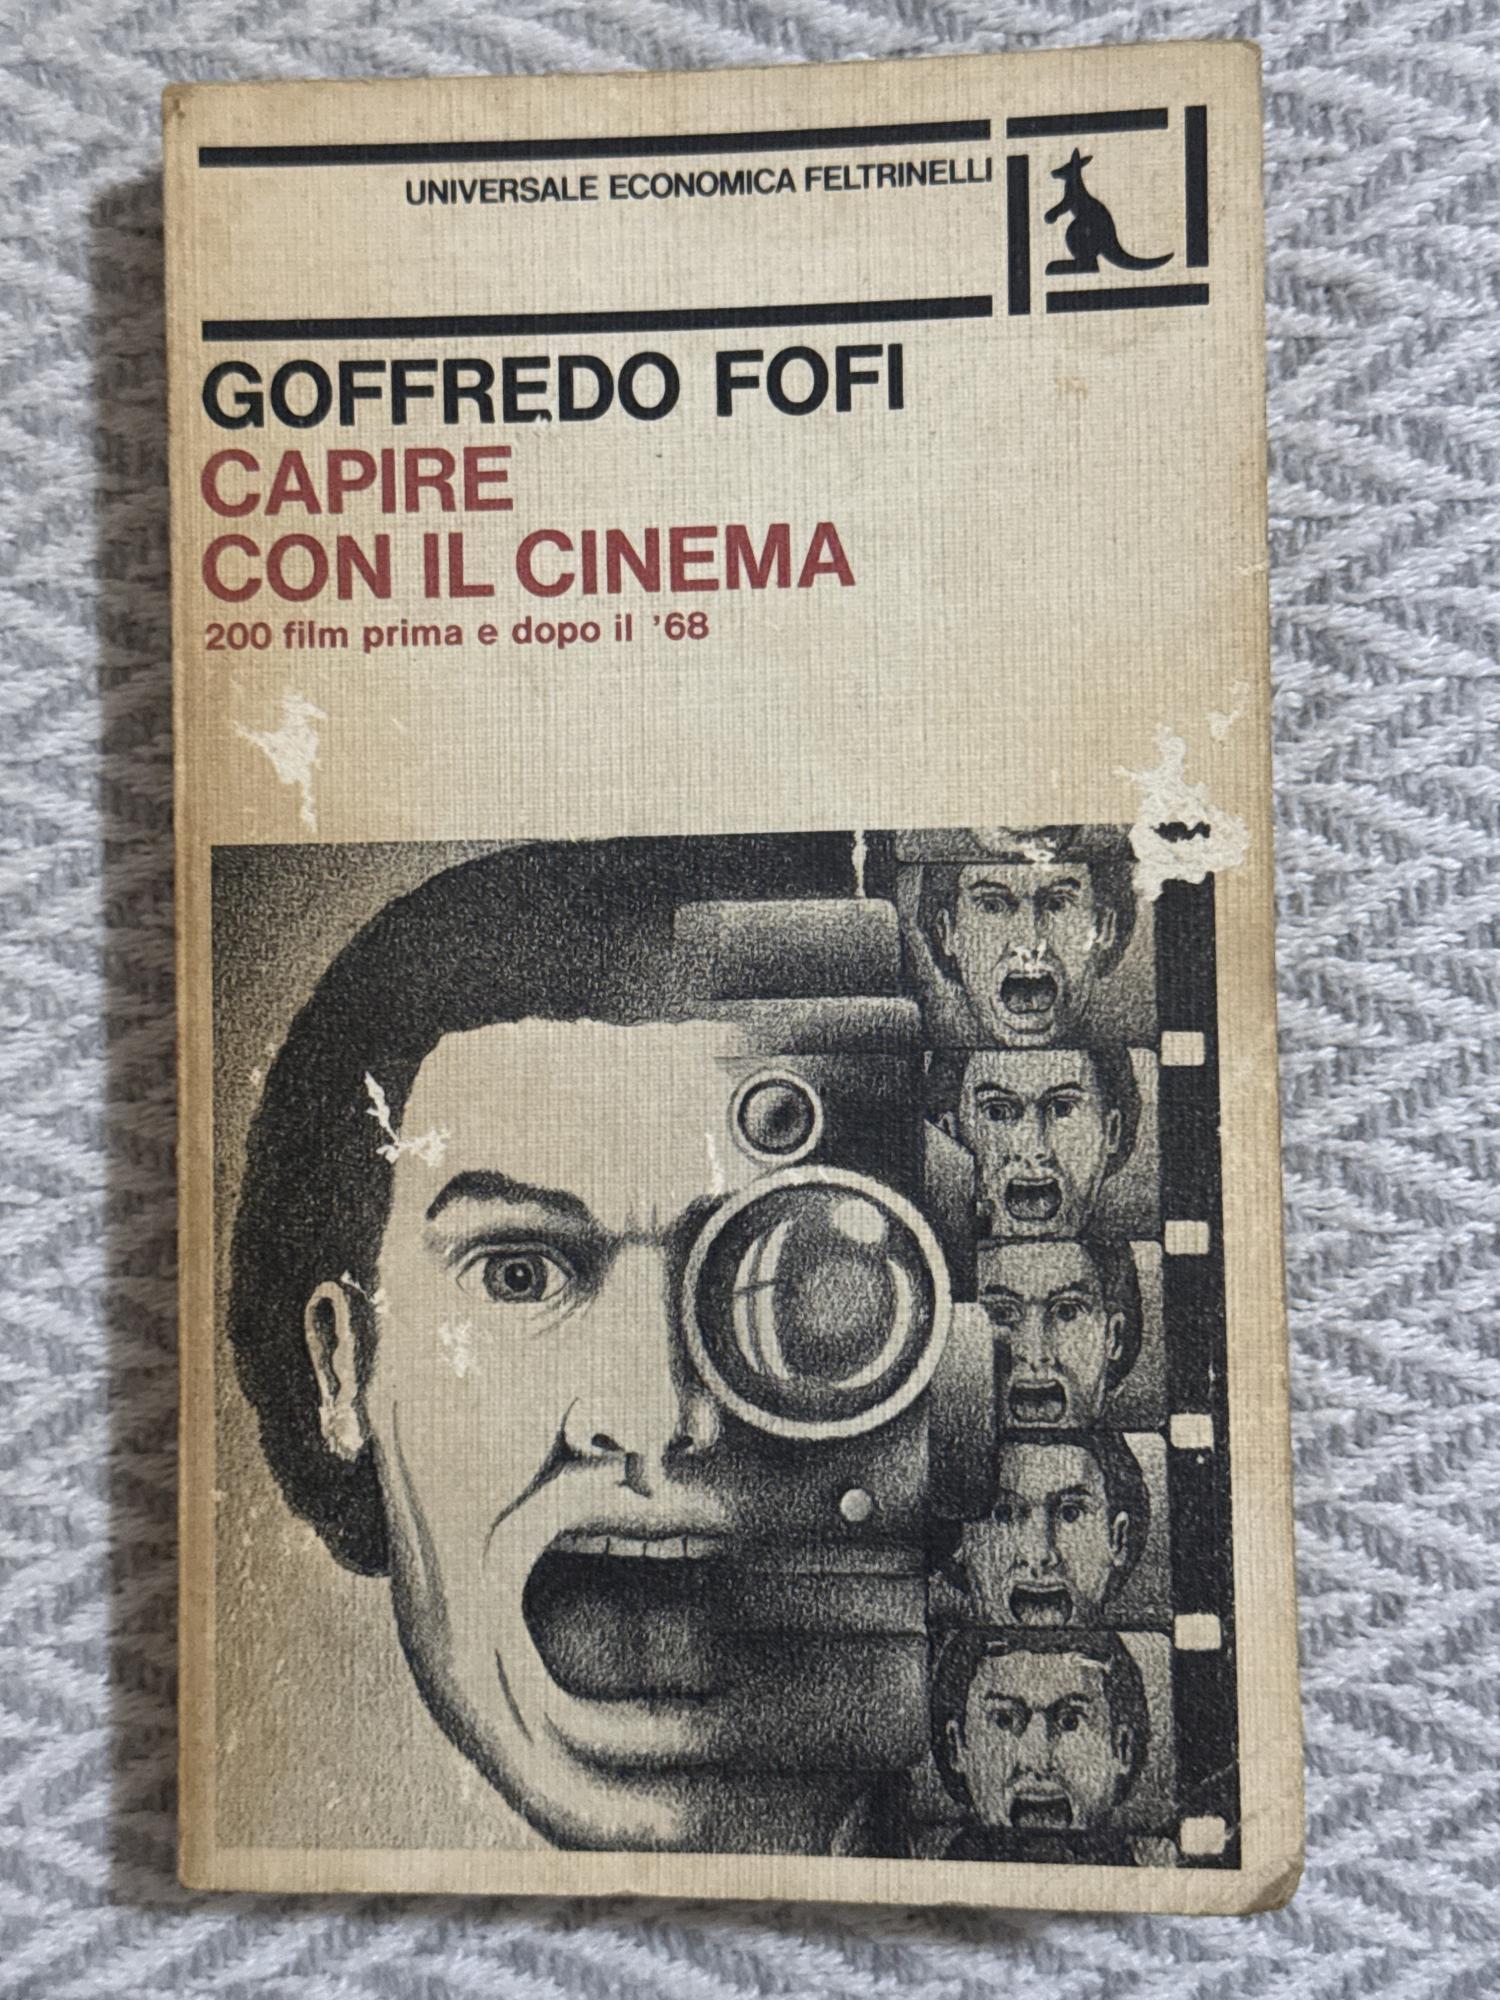 UNIVERSALE ECONOMICA FELTRINELLI
GOFFREDO FOFI
CAPIRE
CON IL CINEMA
200 film prima e dopo il ’68